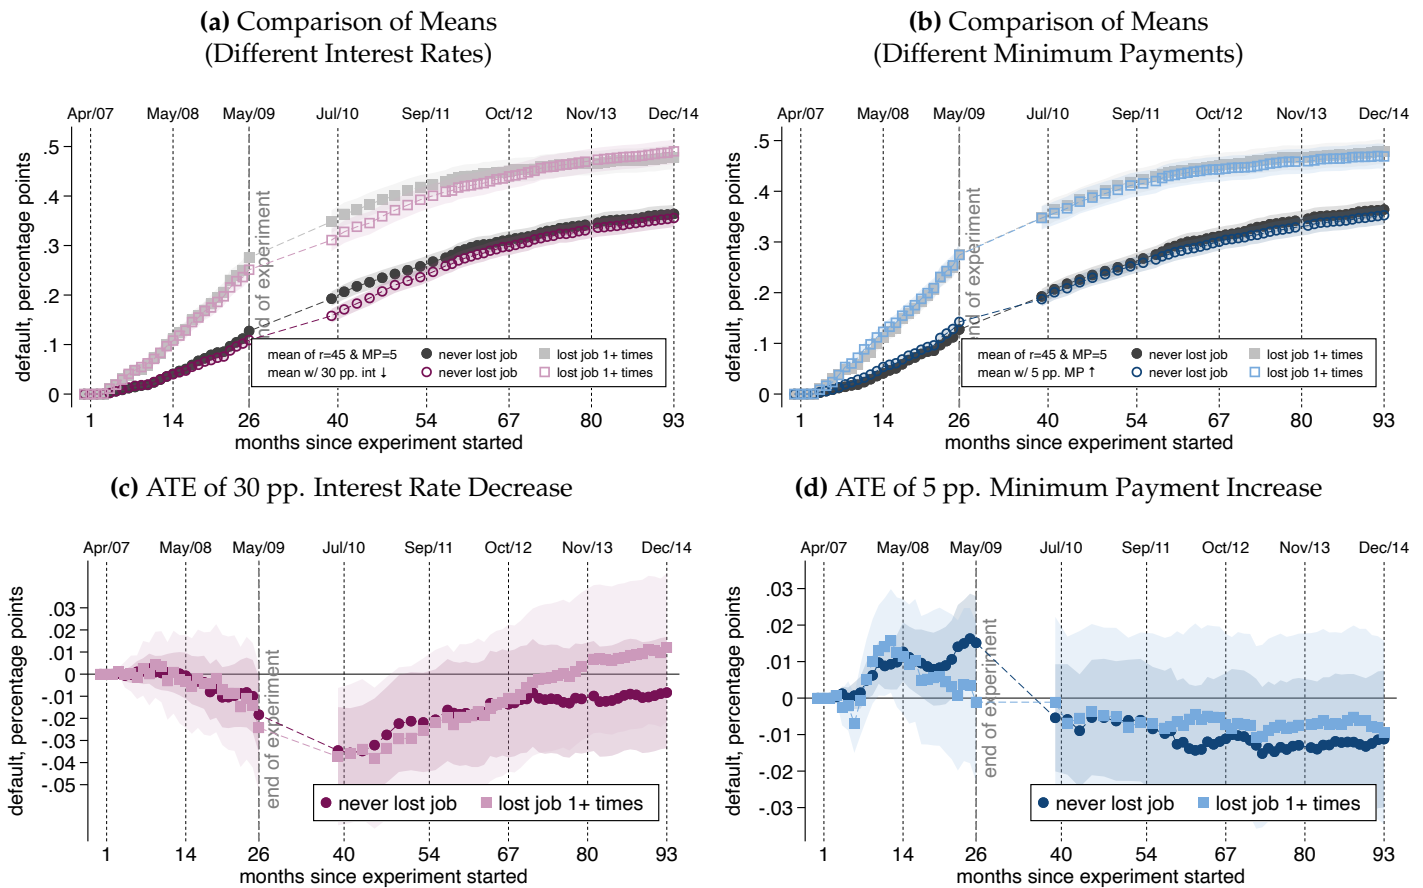 (a) Comparison of Means
(Different Interest Rates)
Apr/07 May/08 May/09 Jul/10 Sep/11 Oct/12 Nov/13 Dec/14
default, percentage points
.5
.4
.3
.2
.1
0
end of experiment
mean of r=45 & MP=5 never lost job lost job 1+ times
mean w/ 30 pp. int ↓ never lost job lost job 1+ times
1 14 26 40 54 67 80 93
months since experiment started
(b) Comparison of Means
(Different Minimum Payments)
Apr/07 May/08 May/09 Jul/10 Sep/11 Oct/12 Nov/13 Dec/14
default, percentage points
.5
.4
.3
.2
.1
0
end of experiment
mean of r=45 & MP=5 never lost job lost job 1+ times
mean w/ 5 pp. MP ↑ never lost job lost job 1+ times
1 14 26 40 54 67 80 93
months since experiment started
(c) ATE of 30 pp. Interest Rate Decrease
Apr/07 May/08 May/09 Jul/10 Sep/11 Oct/12 Nov/13 Dec/14
default, percentage points
.03
.02
.01
0
-.01
-.02
-.03
-.04
-.05
end of experiment
never lost job lost job 1+ times
1 14 26 40 54 67 80 93
months since experiment started
(d) ATE of 5 pp. Minimum Payment Increase
Apr/07 May/08 May/09 Jul/10 Sep/11 Oct/12 Nov/13 Dec/14
default, percentage points
.03
.02
.01
0
-.01
-.02
-.03
end of experiment
never lost job lost job 1+ times
1 14 26 40 54 67 80 93
months since experiment started